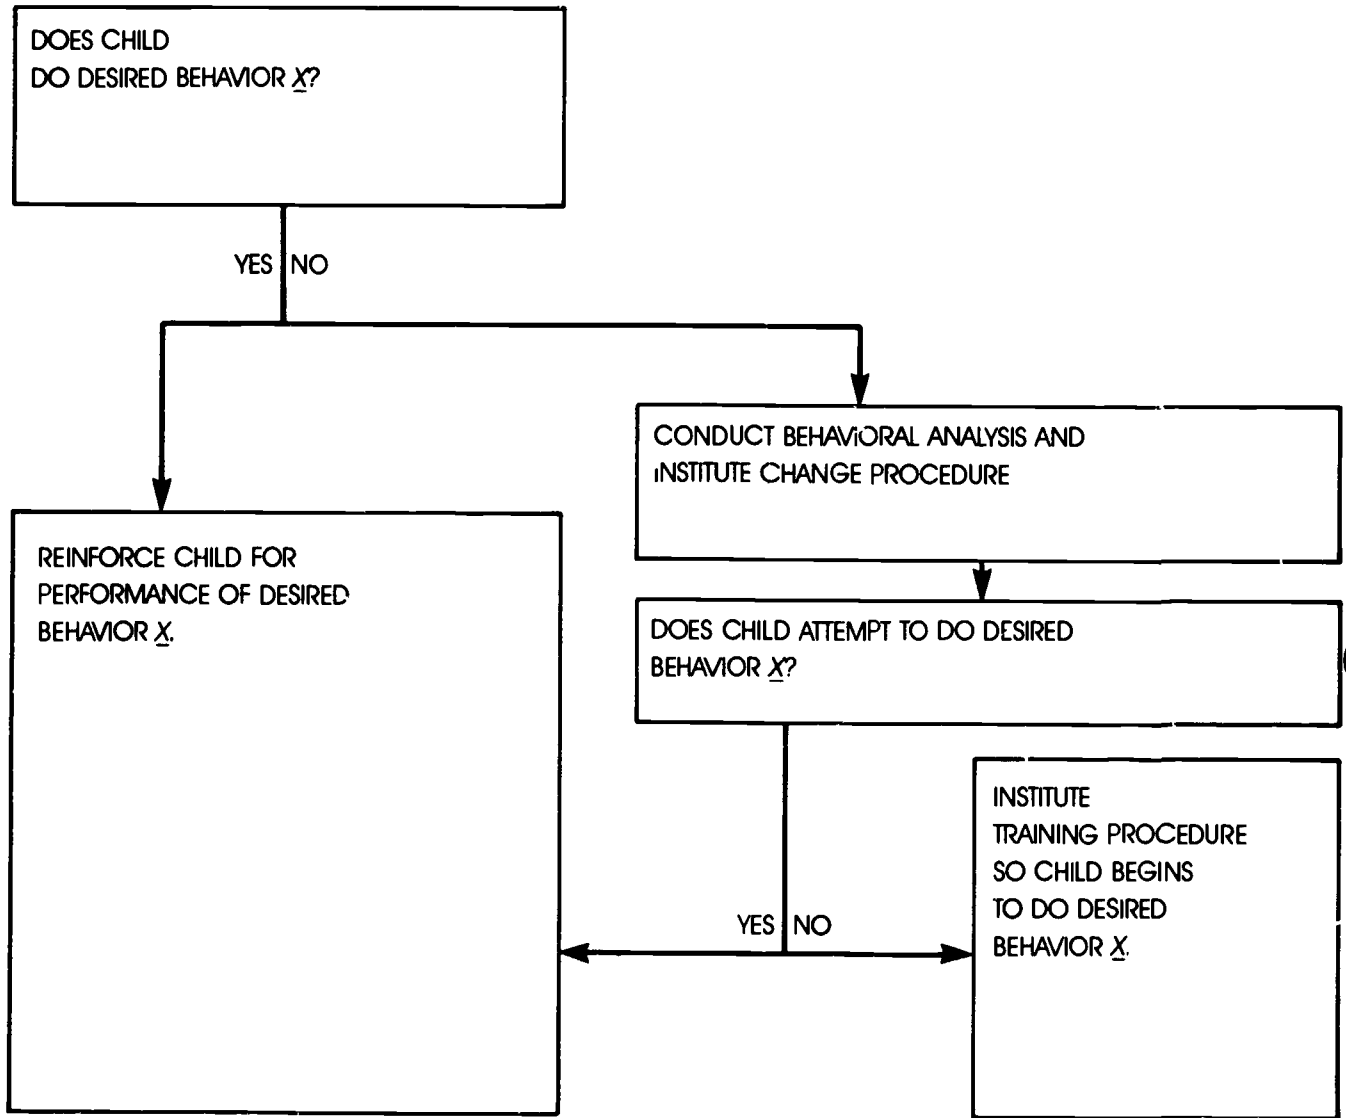 DOES CHILD
DO DESIRED BEHAVIOR X?
YES NO
CONDUCT BEHAVIORAL ANALYSIS AND
INSTITUTE CHANGE PROCEDURE
REINFORCE CHILD FOR
PERFORMANCE OF DESIRED
BEHAVIOR X.
DOES CHILD ATTEMPT TO DO DESIRED
BEHAVIOR X?
YES NO
INSTITUTE
TRAINING PROCEDURE
SO CHILD BEGINS
TO DO DESIRED
BEHAVIOR X.